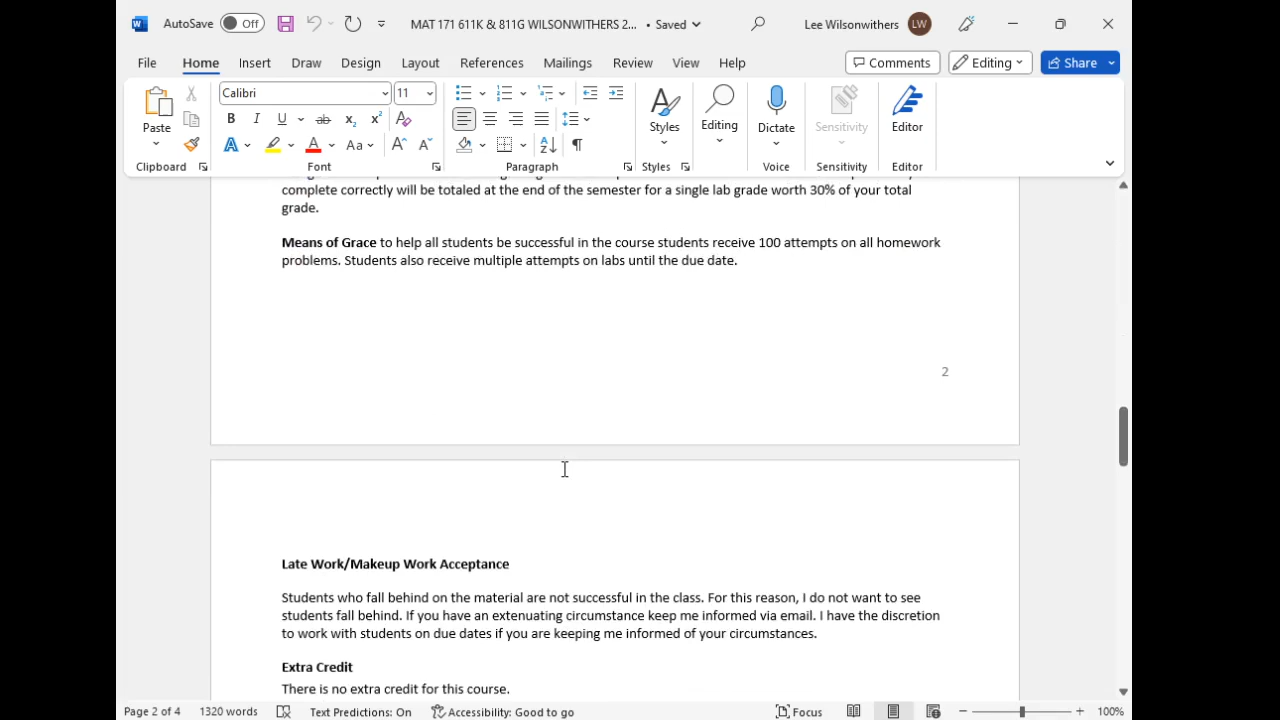 AutoSave Off MAT 171 611K & 811G WILSONWITHERS 2... • Saved Lee Wilsonwithers LW
File Home Insert Draw Design Layout References Mailings Review View Help Comments Editing Share
Calibri 11
Paste Styles Editing Dictate Sensitivity Editor
Clipboard Font Paragraph Styles Voice Sensitivity Editor
complete correctly will be totaled at the end of the semester for a single lab grade worth 30% of your total
grade.
Means of Grace to help all students be successful in the course students receive 100 attempts on all homework
problems. Students also receive multiple attempts on labs until the due date.
2
Late Work/Makeup Work Acceptance
Students who fall behind on the material are not successful in the class. For this reason, I do not want to see
students fall behind. If you have an extenuating circumstance keep me informed via email. I have the discretion
to work with students on due dates if you are keeping me informed of your circumstances.
Extra Credit
There is no extra credit for this course.
Page 2 of 4 1320 words Text Predictions: On Accessibility: Good to go Focus 100%